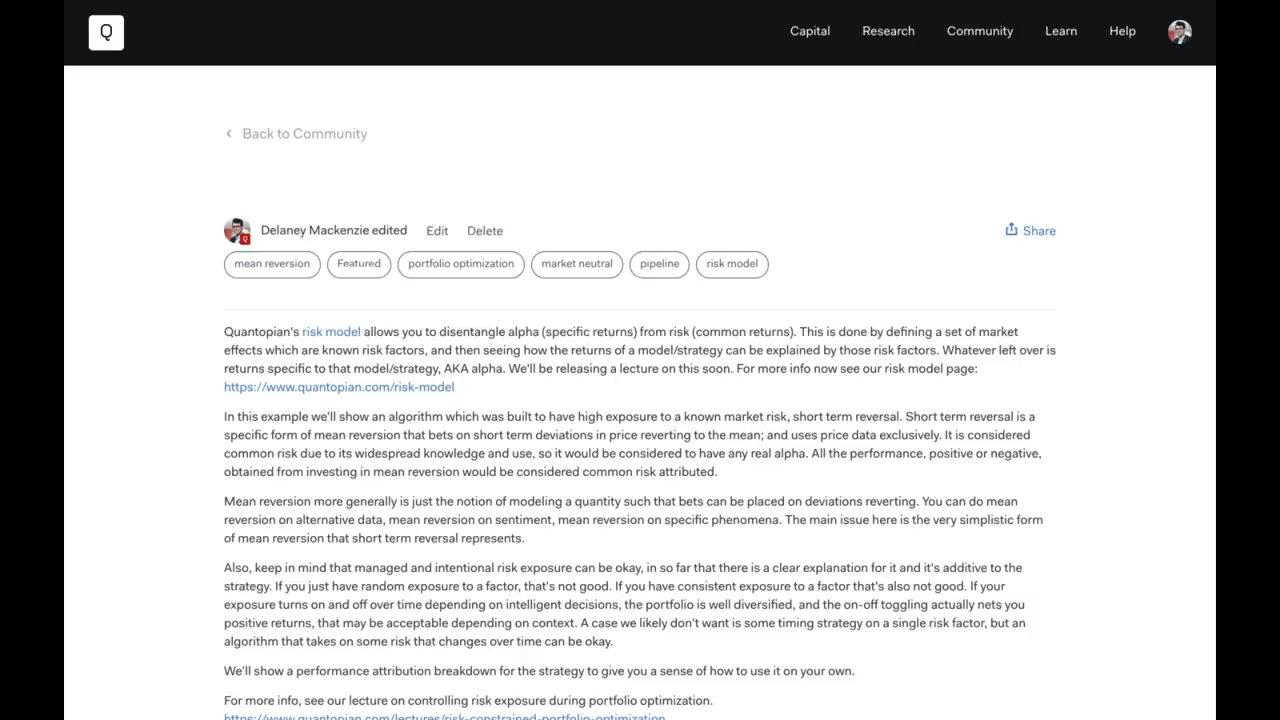 Q
Capital Research Community Learn Help
Back to Community
Delaney Mackenzie edited Edit Delete Share
Q
mean reversion Featured portfolio optimization market neutral pipeline risk model
Quantopian's risk model allows you to disentangle alpha (specific returns) from risk (common returns). This is done by defining a set of market
effects which are known risk factors, and then seeing how the returns of a model/strategy can be explained by those risk factors. Whatever left over is
returns specific to that model/strategy, AKA alpha. We'll be releasing a lecture on this soon. For more info now see our risk model page:
https://www.quantopian.com/risk-model
In this example we'll show an algorithm which was built to have high exposure to a known market risk, short term reversal. Short term reversal is a
specific form of mean reversion that bets on short term deviations in price reverting to the mean; and uses price data exclusively. It is considered
common risk due to its widespread knowledge and use, so it would be considered to have any real alpha. All the performance, positive or negative,
obtained from investing in mean reversion would be considered common risk attributed.
Mean reversion more generally is just the notion of modeling a quantity such that bets can be placed on deviations reverting. You can do mean
reversion on alternative data, mean reversion on sentiment, mean reversion on specific phenomena. The main issue here is the very simplistic form
of mean reversion that short term reversal represents.
Also, keep in mind that managed and intentional risk exposure can be okay, in so far that there is a clear explanation for it and it's additive to the
strategy. If you just have random exposure to a factor, that's not good. If you have consistent exposure to a factor that's also not good. If your
exposure turns on and off over time depending on intelligent decisions, the portfolio is well diversified, and the on-off toggling actually nets you
positive returns, that may be acceptable depending on context. A case we likely don't want is some timing strategy on a single risk factor, but an
algorithm that takes on some risk that changes over time can be okay.
We'll show a performance attribution breakdown for the strategy to give you a sense of how to use it on your own.
For more info, see our lecture on controlling risk exposure during portfolio optimization.
https://www.quantopian.com/lectures/risk-constrained-portfolio-optimization